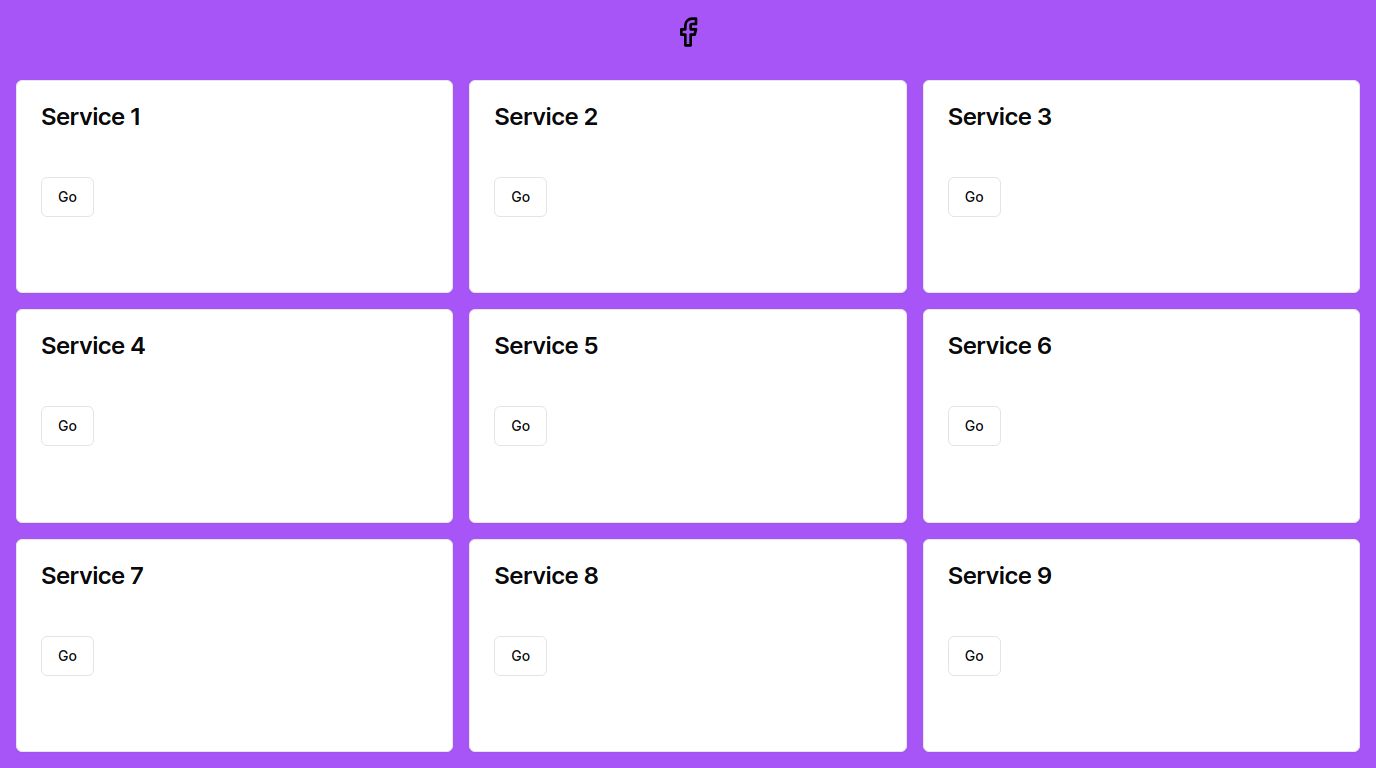 Service 1
Service 2
Service 3
Go
Go
Go
Service 4
Service 5
Service 6
Go
Go
Go
Service 7
Service 8
Service 9
Go
Go
Go